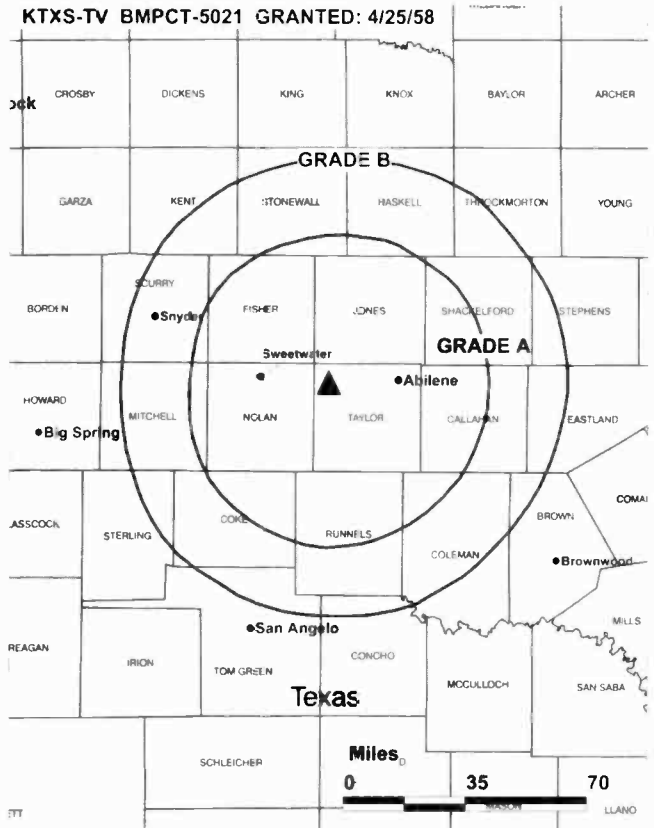 KTXS-TV BMPCT-5021 GRANTED: 4/25/58
CROSBY DICKENS KING KNOX BAYLOR ARCHER
ock
GRADE B
GARZA KENT STONEWALL HASKELL THROCKMORTON YOUNG
SCURRY
BORDEN Snyder FISHER JONES SHACKELFORD STEPHENS
GRADE A
Sweetwater
Abilene
HOWARD MITCHELL NOLAN TAYLOR CALLAHAN EASTLAND
Big Spring
COMAN
ASSCOCK STERLING COKE RUNNELS COLEMAN BROWN
Brownwood
MILLS
San Angelo
REAGAN IRION TOM GREEN CONCHO
MCCULLOCH SAN SABA
Texas
SCHLEICHER
Miles
0 35 70
MASON LLANO
ETT